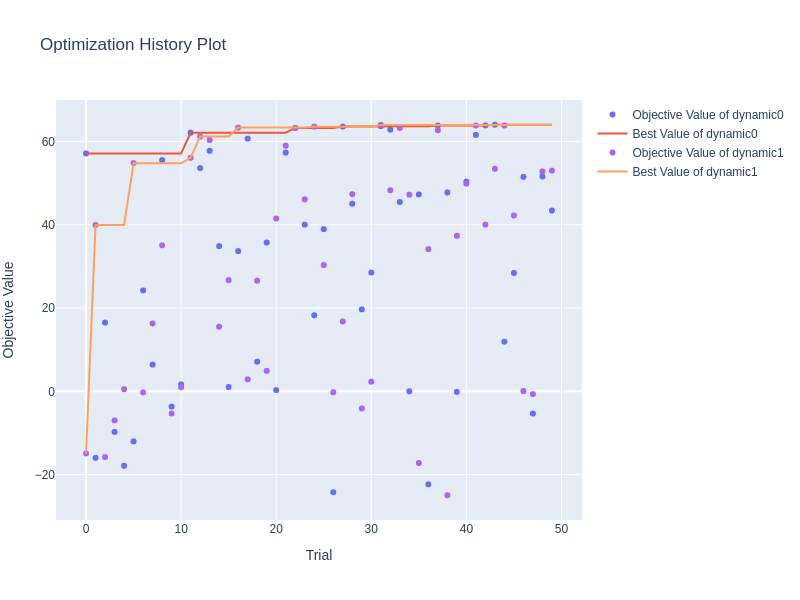 Optimization History Plot
Objective Value of dynamic0
Best Value of dynamic0
Objective Value of dynamic1
Best Value of dynamic1
60
40
20
0
−20
Objective Value
0
10
20
30
40
50
Trial